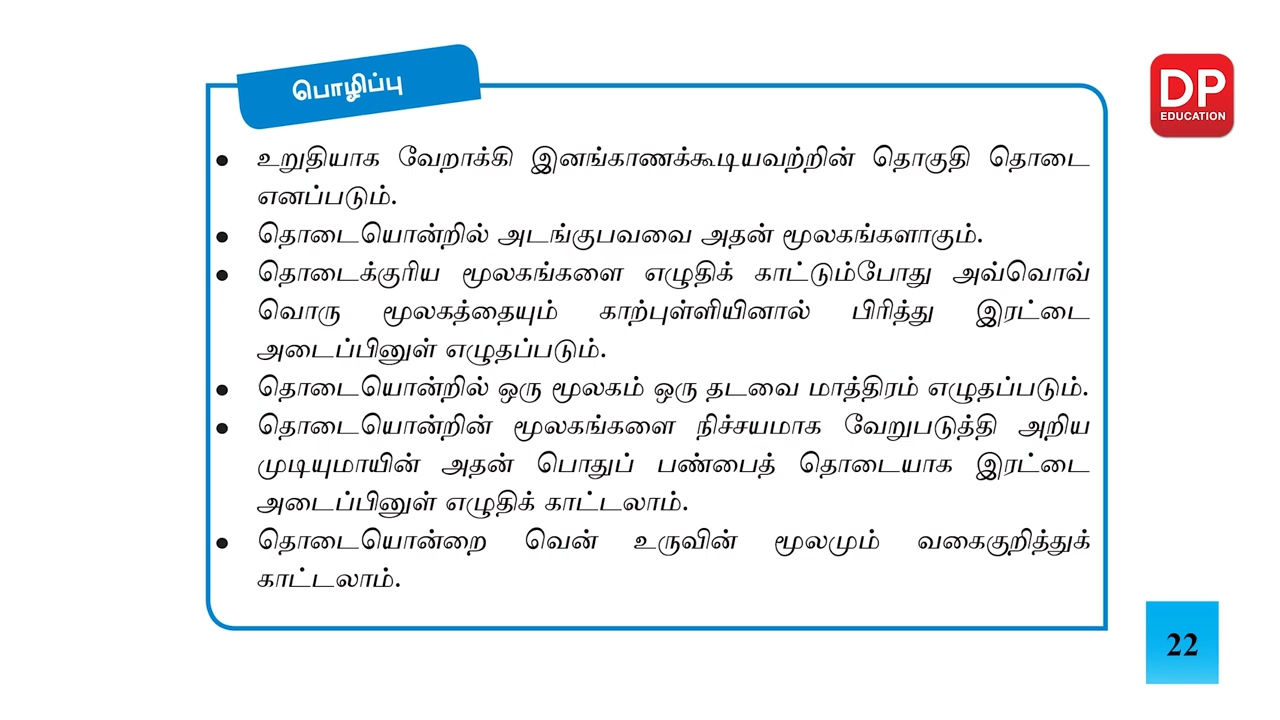 பொழிப்பு
DP
EDUCATION
• உறுதியாக வேறாக்கி இனங்காணக்கூடியவற்றின் தொகுதி தொடை
எனப்படும்.
• தொடையொன்றில் அடங்குபவவை அதன் மூலகங்களாகும்.
• தொடைக்குரிய மூலகங்களை எழுதிக் காட்டும்போது அவ்வொவ்
வொரு மூலகத்தையும் காற்புள்ளியினால் பிரித்து இரட்டை
அடைப்பினுள் எழுதப்படும்.
• தொடையொன்றில் ஒரு மூலகம் ஒரு தடவை மாத்திரம் எழுதப்படும்.
• தொடையொன்றின் மூலகங்களை நிச்சயமாக வேறுபடுத்தி அறிய
முடியுமாயின் அதன் பொதுப் பண்பைத் தொடையாக இரட்டை
அடைப்பினுள் எழுதிக் காட்டலாம்.
• தொடையொன்றை வென் உருவின் மூலமும் வகைகுறித்துக்
காட்டலாம்.
22